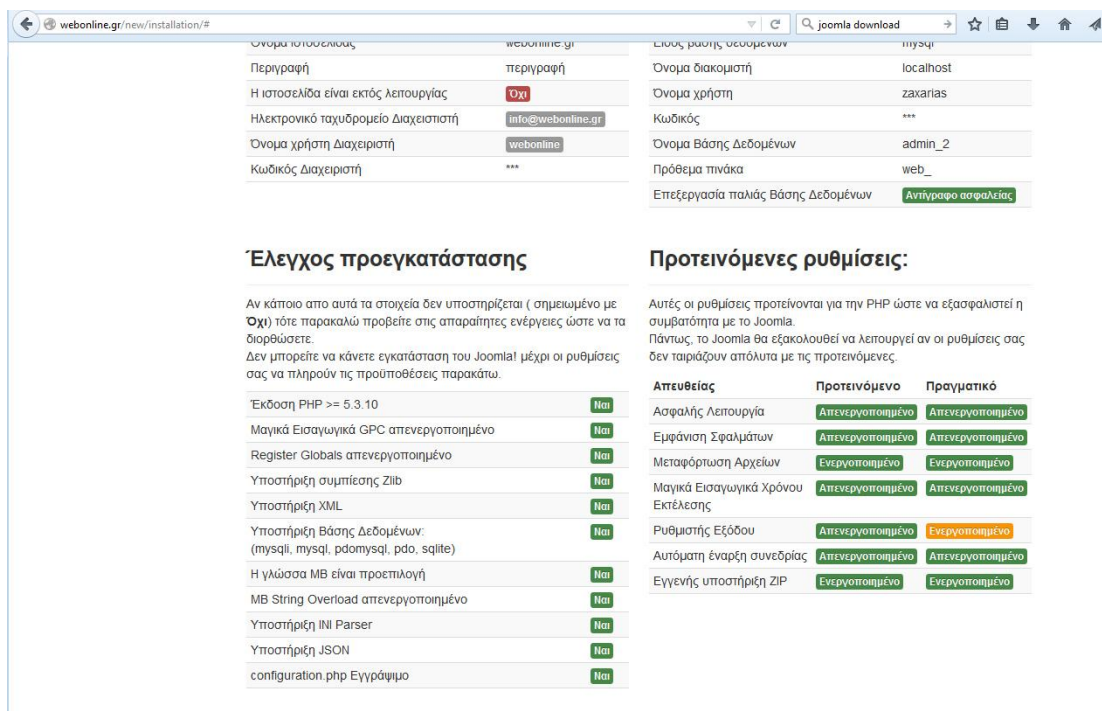 webonline.gr/new/installation/#
joomla download
Όνομα ιστοσελίδας webonline.gr
Περιγραφή περιγραφή
Η ιστοσελίδα είναι εκτός λειτουργίας Όχι
Ηλεκτρονικό ταχυδρομείο Διαχειστιστή info@webonline.gr
Όνομα χρήστη Διαχειριστή webonline
Κωδικός Διαχειριστή ***
Είδος βάσης δεδομένων mysql
Όνομα διακομιστή localhost
Όνομα χρήστη zaxarias
Κωδικός ***
Όνομα Βάσης Δεδομένων admin_2
Πρόθεμα πινάκα web_
Επεξεργασία παλιάς Βάσης Δεδομένων Αντίγραφο ασφαλείας
Έλεγχος προεγκατάστασης
Αν κάποιο απο αυτά τα στοιχεία δεν υποστηρίζεται ( σημειωμένο με
Όχι) τότε παρακαλώ προβείτε στις απαραίτητες ενέργειες ώστε να τα
διορθώσετε.
Δεν μπορείτε να κάνετε εγκατάσταση του Joomla! μέχρι οι ρυθμίσεις
σας να πληρούν τις προϋποθέσεις παρακάτω.
Έκδοση PHP >= 5.3.10 Ναι
Μαγικά Εισαγωγικά GPC απενεργοποιημένο Ναι
Register Globals απενεργοποιημένο Ναι
Υποστήριξη συμπίεσης Zlib Ναι
Υποστήριξη XML Ναι
Υποστήριξη Βάσης Δεδομένων: Ναι
(mysqli, mysql, pdomysql, pdo, sqlite)
Η γλώσσα MB είναι προεπιλογή Ναι
MB String Overload απενεργοποιημένο Ναι
Υποστήριξη INI Parser Ναι
Υποστήριξη JSON Ναι
configuration.php Εγγράψιμο Ναι
Προτεινόμενες ρυθμίσεις:
Αυτές οι ρυθμίσεις προτείνονται για την PHP ώστε να εξασφαλιστεί η
συμβατότητα με το Joomla.
Πάντως, το Joomla θα εξακολουθεί να λειτουργεί αν οι ρυθμίσεις σας
δεν ταιριάζουν απόλυτα με τις προτεινόμενες.
Απευθείας Προτεινόμενο Πραγματικό
Ασφαλής Λειτουργία Απενεργοποιημένο Απενεργοποιημένο
Εμφάνιση Σφαλμάτων Απενεργοποιημένο Απενεργοποιημένο
Μεταφόρτωση Αρχείων Ενεργοποιημένο Ενεργοποιημένο
Μαγικά Εισαγωγικά Χρόνου Απενεργοποιημένο Απενεργοποιημένο
Εκτέλεσης
Ρυθμιστής Εξόδου Απενεργοποιημένο Ενεργοποιημένο
Αυτόματη έναρξη συνεδρίας Απενεργοποιημένο Απενεργοποιημένο
Εγγενής υποστήριξη ZIP Ενεργοποιημένο Ενεργοποιημένο